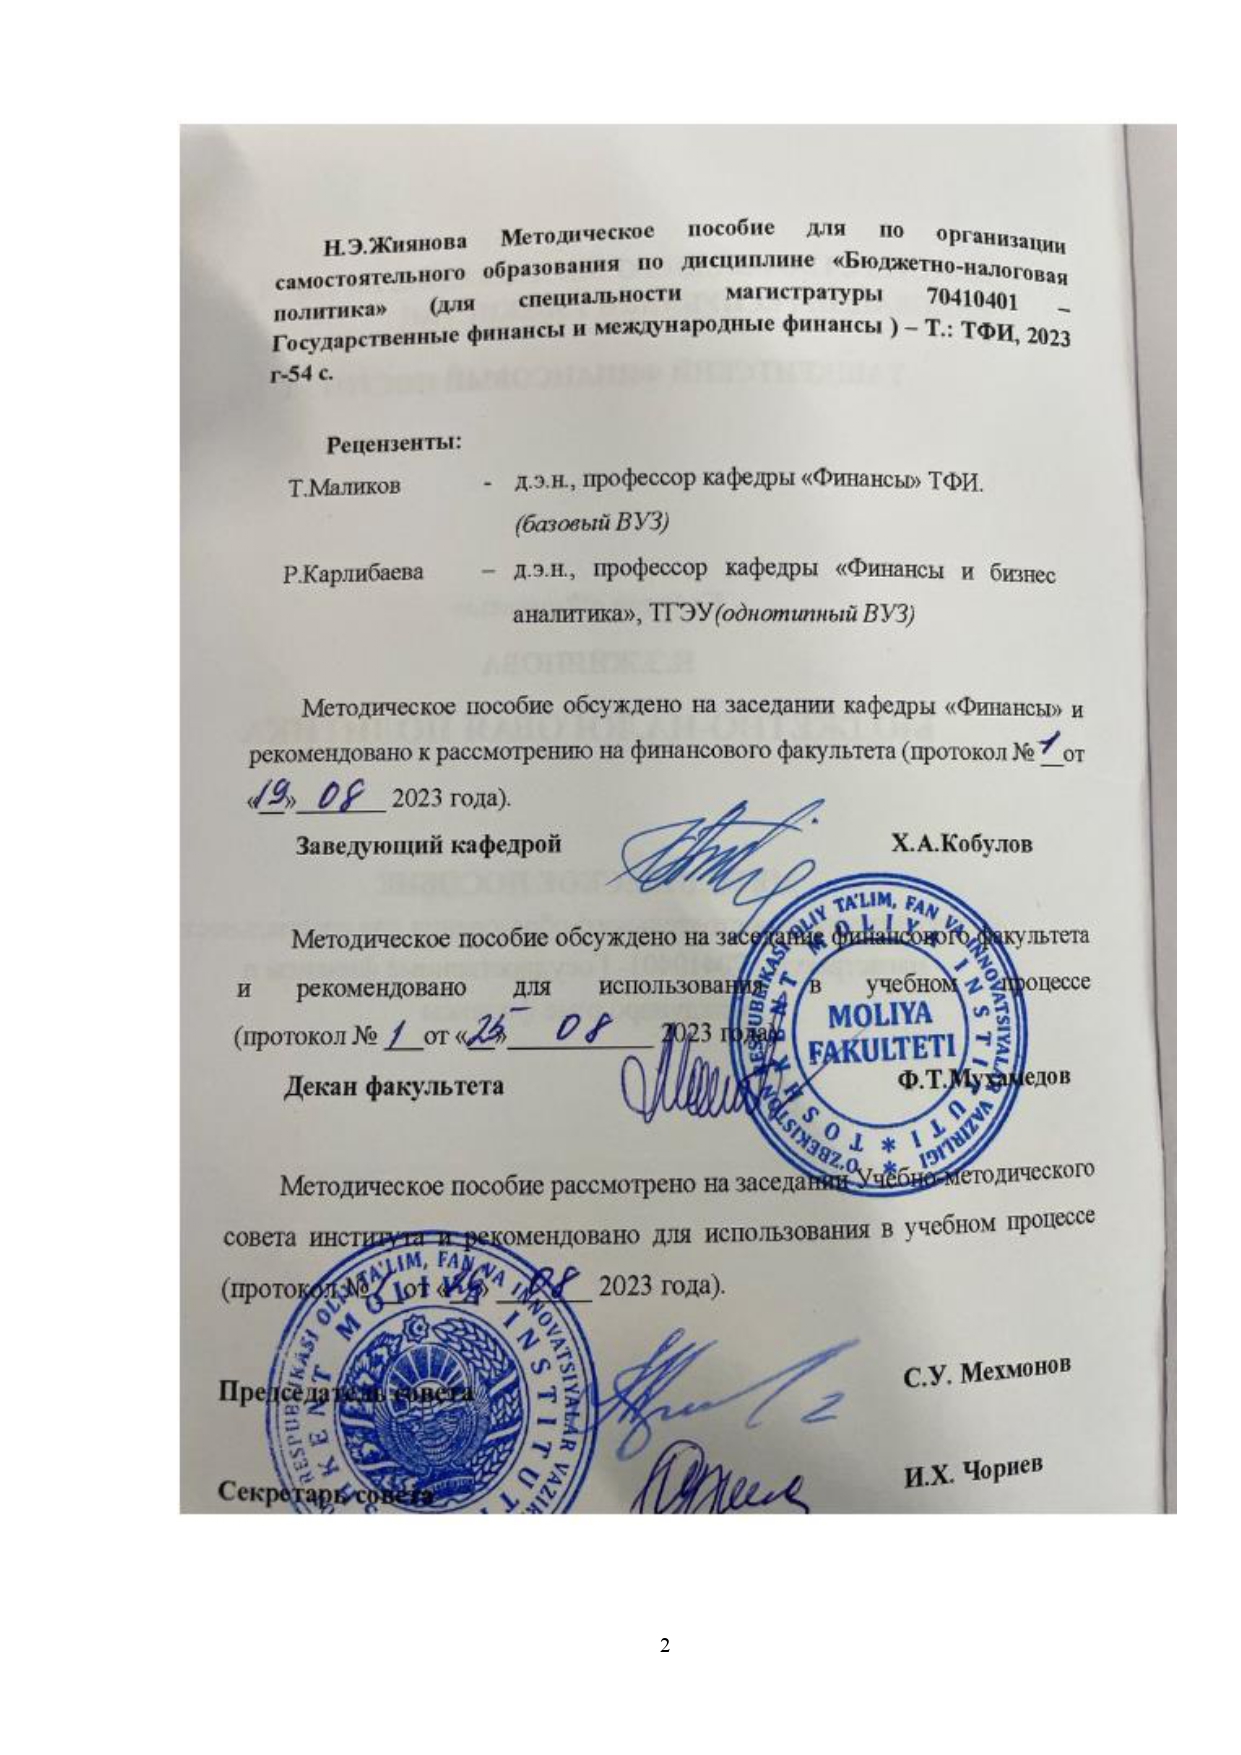 Н.Э.Жиянова Методическое пособие для по организации
самостоятельного образования по дисциплине «Бюджетно-налоговая
политика» (для специальности магистратуры 70410401 –
Государственные финансы и международные финансы ) – Т.: ТФИ, 2023
г-54 с.
Рецензенты:
Т.Маликов - д.э.н., профессор кафедры «Финансы» ТФИ.
(базовый ВУЗ)
Р.Карлибаева – д.э.н., профессор кафедры «Финансы и бизнес
аналитика», ТГЭУ(однотипный ВУЗ)
Методическое пособие обсуждено на заседании кафедры «Финансы» и
рекомендовано к рассмотрению на финансового факультета (протокол № 1 от
«19» 08 2023 года).
Заведующий кафедрой Х.А.Кобулов
Методическое пособие обсуждено на заседание финансового факультета
и рекомендовано для использования в учебном процессе
(протокол № 1 от «25» 08 2023 года)
Декан факультета Ф.Т.Мухамедов
MOLIYA
FAKULTETI
TOSHKENT MOLIYA INSTITUTI
O'ZBEKISTON RESPUBLIKASI OLIY TA'LIM, FAN VA INNOVATSIYALAR VAZIRLIGI
Методическое пособие рассмотрено на заседании Учебно-методического
совета института и рекомендовано для использования в учебном процессе
(протокол № от «26» 08 2023 года).
RESPUBLIKASI OLIY TA'LIM, FAN VA INNOVATSIYALAR
MOLIYA INSTITUTI
Председатель совета С.У. Мехмонов
Секретарь совета И.Х. Чориев
2